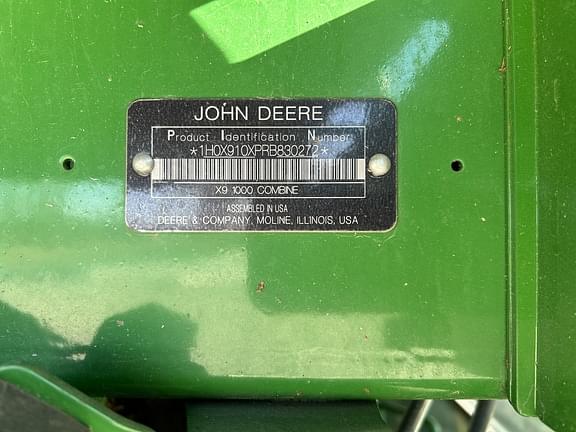 JOHN DEERE
Product Identification Number
*1H0X910XPRB830272*
X9 1000 COMBINE
ASSEMBLED IN USA
DEERE & COMPANY, MOLINE, ILLINOIS, USA